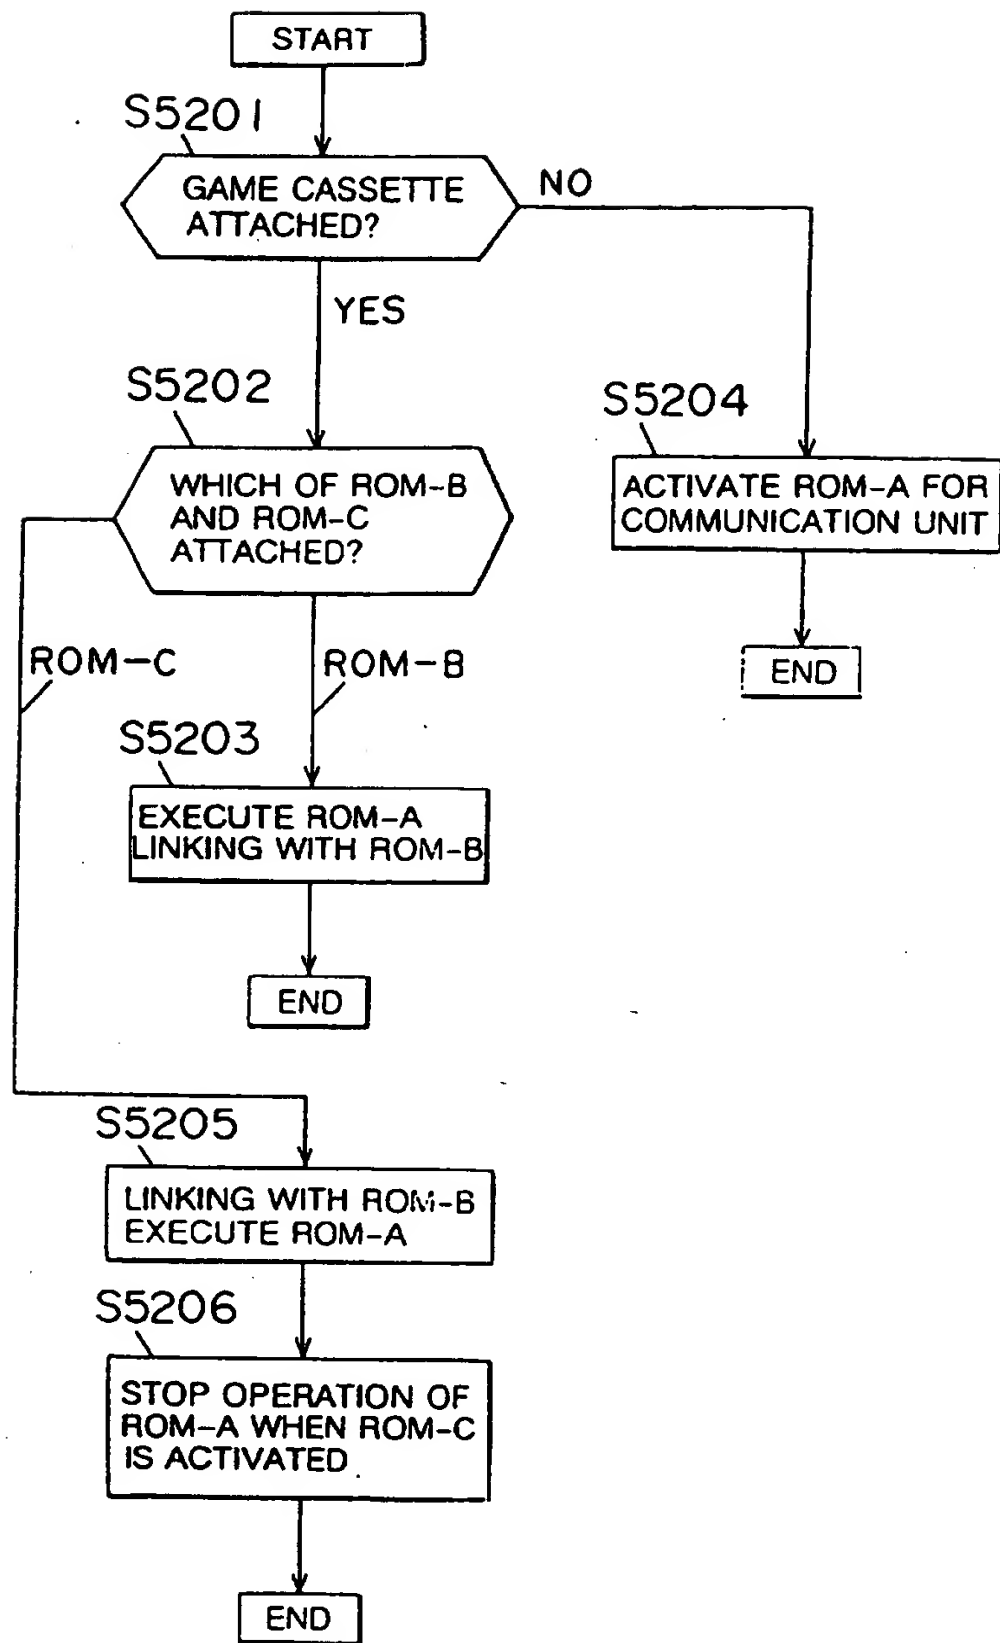 START
S5201
GAME CASSETTE
ATTACHED?
NO
YES
S5202
WHICH OF ROM-B
AND ROM-C
ATTACHED?
S5204
ACTIVATE ROM-A FOR
COMMUNICATION UNIT
END
ROM-C
ROM-B
S5203
EXECUTE ROM-A
LINKING WITH ROM-B
END
S5205
LINKING WITH ROM-B
EXECUTE ROM-A
S5206
STOP OPERATION OF
ROM-A WHEN ROM-C
IS ACTIVATED
END